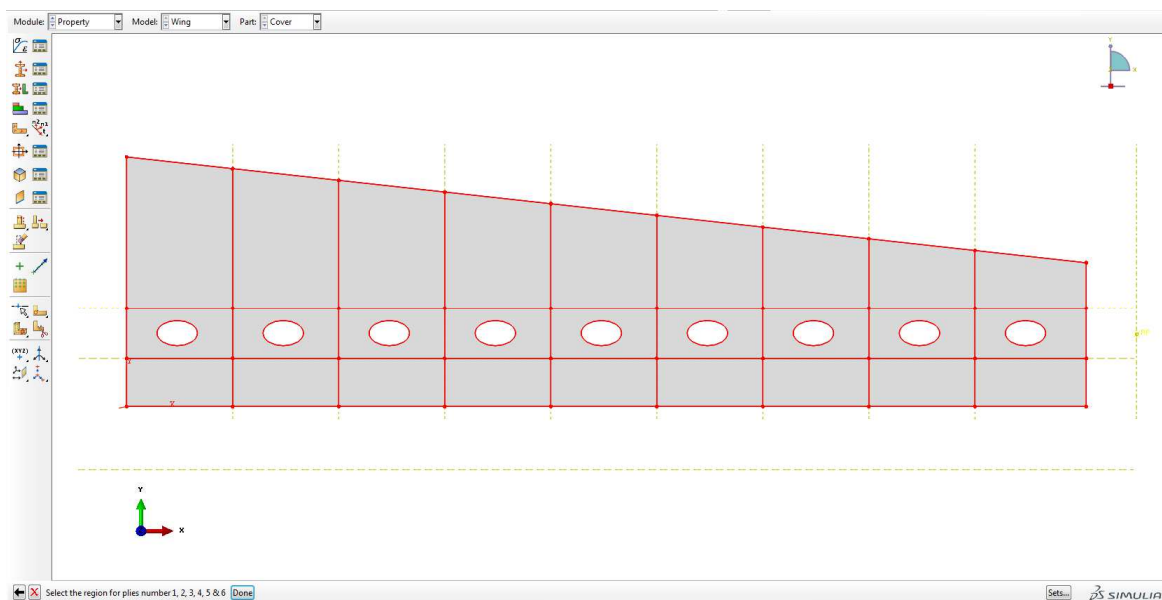 Module: Property Model: Wing Part: Cover
Y
X
Y
X
Y
X
Select the region for plies number 1, 2, 3, 4, 5 & 6 Done Sets... SIMULIA
(XYZ)